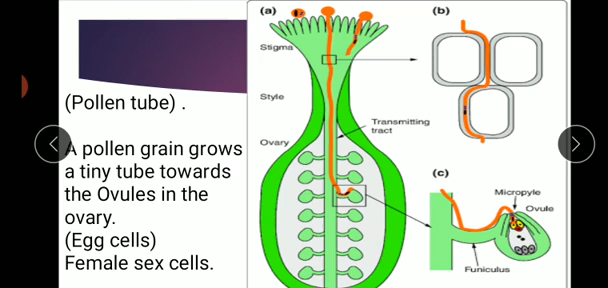 (Pollen tube) .
A pollen grain grows
a tiny tube towards
the Ovules in the
ovary.
(Egg cells)
Female sex cells.
(a)
Stigma
Style
Transmitting
tract
Ovary
(b)
(c)
Micropyle
Ovule
Funiculus